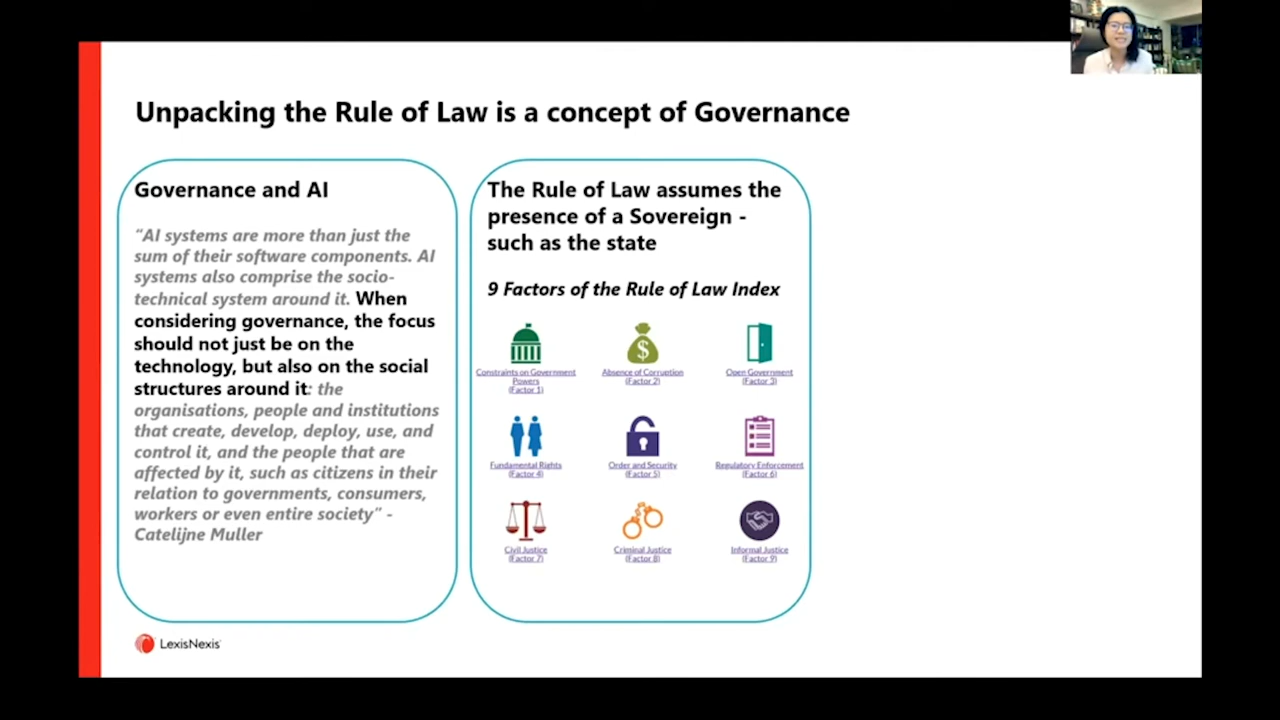 Unpacking the Rule of Law is a concept of Governance
Governance and AI
“AI systems are more than just the
sum of their software components. AI
systems also comprise the socio-
technical system around it. When
considering governance, the focus
should not just be on the
technology, but also on the social
structures around it: the
organisations, people and institutions
that create, develop, deploy, use, and
control it, and the people that are
affected by it, such as citizens in their
relation to governments, consumers,
workers or even entire society” -
Catelijne Muller
The Rule of Law assumes the
presence of a Sovereign -
such as the state
9 Factors of the Rule of Law Index
Constraints on Government
Powers
(Factor 1)
Absence of Corruption
(Factor 2)
Open Government
(Factor 3)
Fundamental Rights
(Factor 4)
Order and Security
(Factor 5)
Regulatory Enforcement
(Factor 6)
Civil Justice
(Factor 7)
Criminal Justice
(Factor 8)
Informal Justice
(Factor 9)
LexisNexis